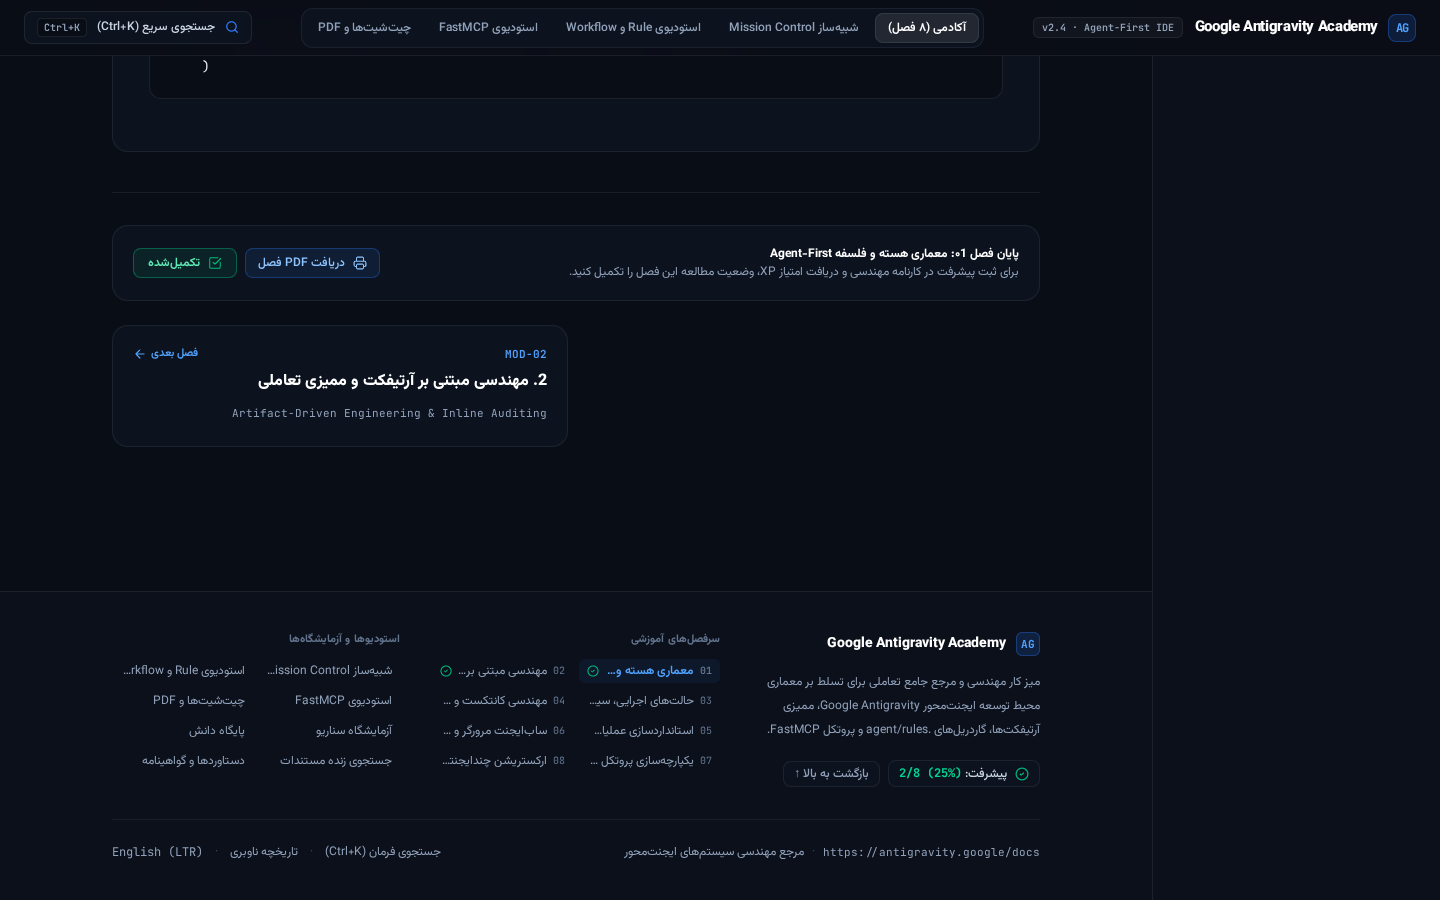 AG Google Antigravity Academy v2.4 · Agent-First IDE
آکادمی (۸ فصل) شبیه‌ساز Mission Control استودیوی Rule و Workflow استودیوی FastMCP چیت‌شیت‌ها و PDF
جستجوی سریع (Ctrl+K) Ctrl+K
)
پایان فصل ۰1: معماری هسته و فلسفه Agent-First
برای ثبت پیشرفت در کارنامه مهندسی و دریافت امتیاز XP، وضعیت مطالعه این فصل را تکمیل کنید.
دریافت PDF فصل
تکمیل‌شده
MOD-02 فصل بعدی ←
2. مهندسی مبتنی بر آرتیفکت و ممیزی تعاملی
Artifact-Driven Engineering & Inline Auditing
AG Google Antigravity Academy
میز کار مهندسی و مرجع جامع تعاملی برای تسلط بر معماری
محیط توسعه ایجنت‌محور Google Antigravity، ممیزی
آرتیفکت‌ها، گاردریل‌های .agent/rules و پروتکل FastMCP.
پیشرفت: 2/8 (25%) بازگشت به بالا ↑
سرفصل‌های آموزشی
01 معماری هسته و...
02 مهندسی مبتنی بر...
03 حالت‌های اجرایی، سی...
04 مهندسی کانتکست و ...
05 استانداردسازی عملیا...
06 ساب‌ایجنت مرورگر و ...
07 یکپارچه‌سازی پروتکل ...
08 ارکستریشن چندایجنت...
استودیوها و آزمایشگاه‌ها
شبیه‌ساز ission Control...
استودیوی Rule و rkflow...
استودیوی FastMCP
چیت‌شیت‌ها و PDF
آزمایشگاه سناریو
پایگاه دانش
جستجوی زنده مستندات
دستاوردها و گواهینامه
https://antigravity.google/docs · مرجع مهندسی سیستم‌های ایجنت‌محور
جستجوی فرمان (Ctrl+K) · تاریخچه ناوبری · English (LTR)